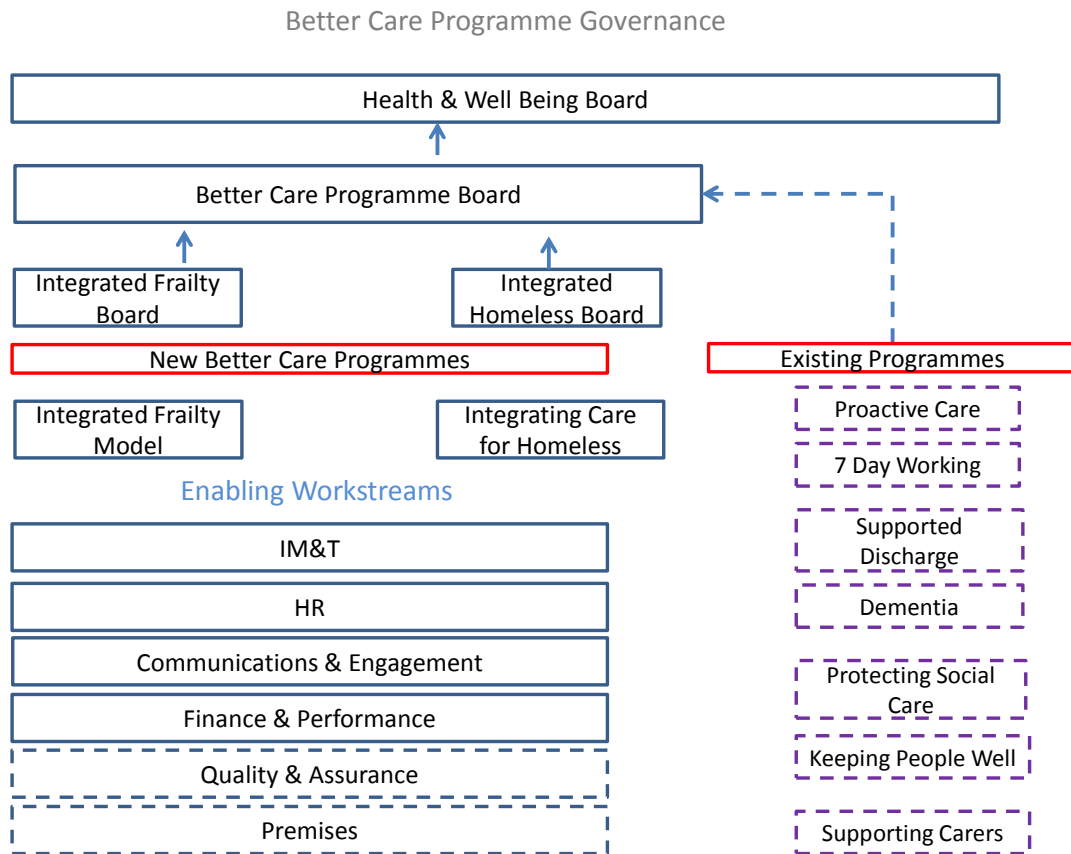 Better Care Programme Governance
Health & Well Being Board
Better Care Programme Board
Integrated Frailty
Board
Integrated
Homeless Board
New Better Care Programmes
Existing Programmes
Integrated Frailty
Model
Integrating Care
for Homeless
Enabling Workstreams
IM&T
HR
Communications & Engagement
Finance & Performance
Quality & Assurance
Premises
Proactive Care
7 Day Working
Supported
Discharge
Dementia
Protecting Social
Care
Keeping People Well
Supporting Carers